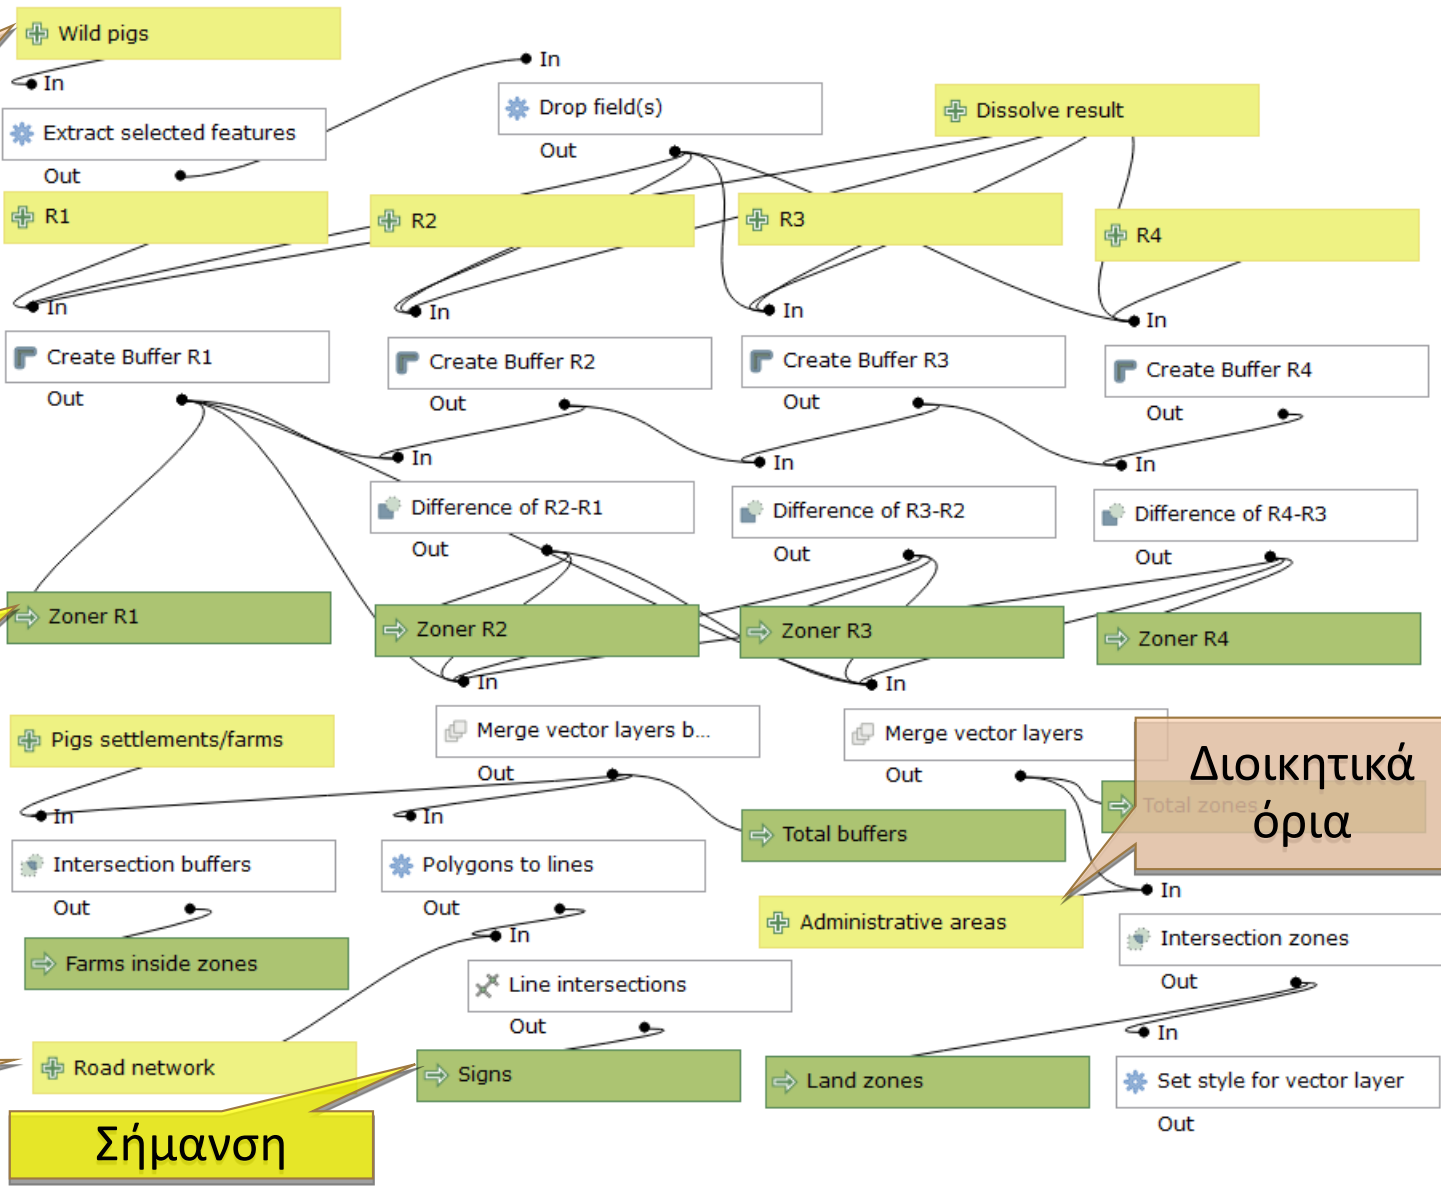 Wild pigs
In
In
Drop field(s)
Dissolve result
Extract selected features
Out
Out
R1
R2
R3
R4
In
In
In
In
Create Buffer R1
Create Buffer R2
Create Buffer R3
Create Buffer R4
Out
Out
Out
Out
In
In
In
Difference of R2-R1
Difference of R3-R2
Difference of R4-R3
Out
Out
Out
Zoner R1
Zoner R2
Zoner R3
Zoner R4
In
In
Pigs settlements/farms
Merge vector layers b...
Merge vector layers
Out
Out
Διοικητικά
όρια
Total zones
In
In
Total buffers
Intersection buffers
Polygons to lines
Out
Out
In
Administrative areas
In
Intersection zones
Farms inside zones
Line intersections
Out
Out
In
Road network
Signs
Land zones
Set style for vector layer
Out
Σήμανση